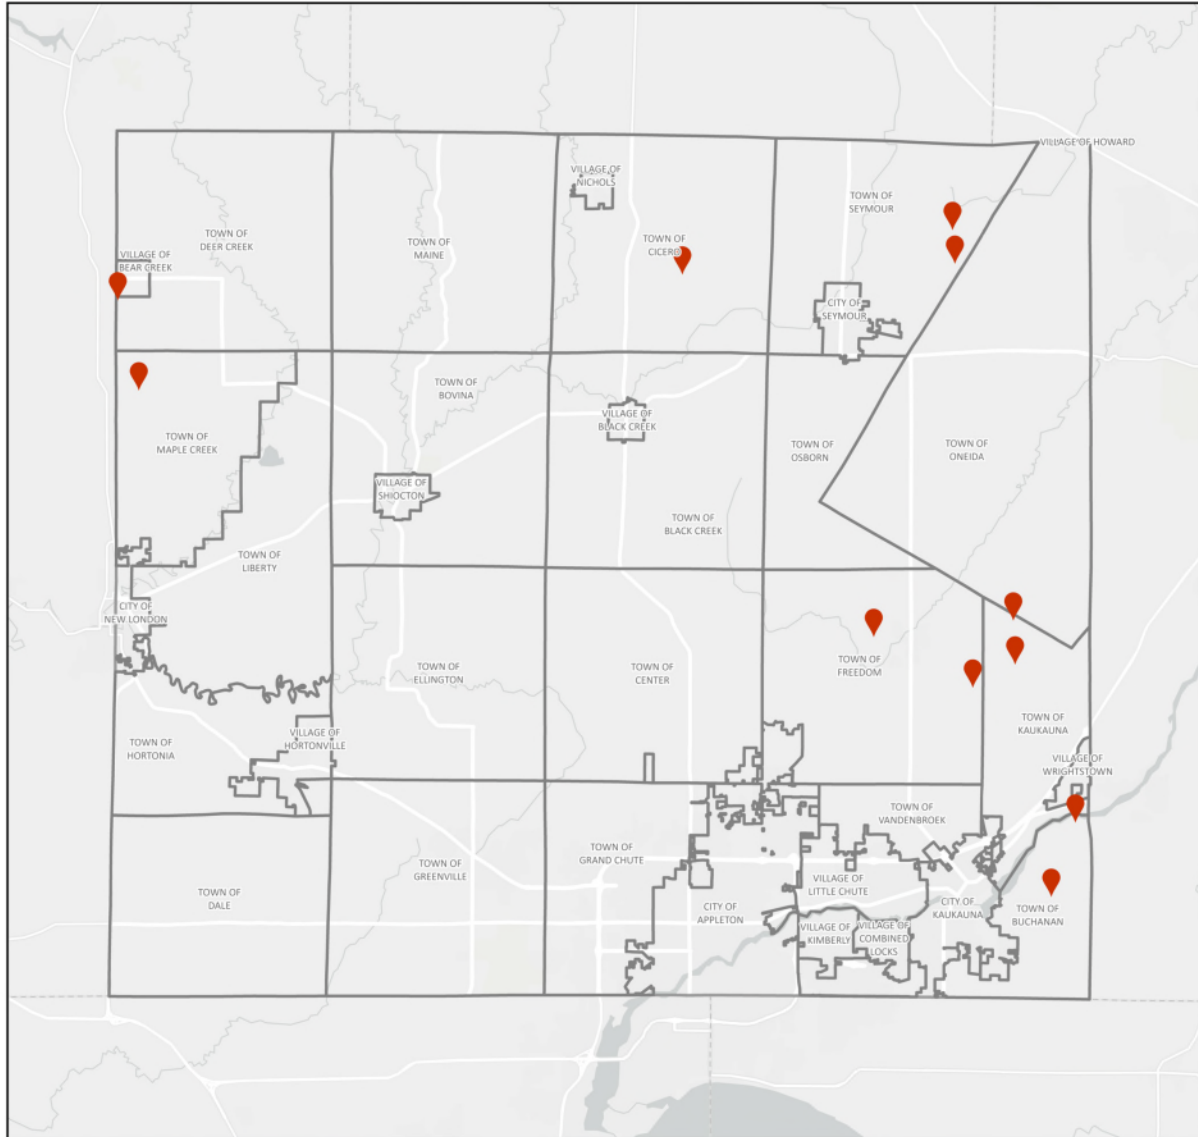 VILLAGE OF HOWARD
VILLAGE OF
NICHOLS
TOWN OF
SEYMOUR
TOWN OF
DEER CREEK
TOWN OF
MAINE
TOWN OF
CICERO
VILLAGE OF
BEAR CREEK
CITY OF
SEYMOUR
TOWN OF
BOVINA
VILLAGE OF
BLACK CREEK
TOWN OF
MAPLE CREEK
TOWN OF
OSBORN
TOWN OF
ONEIDA
VILLAGE OF
SHIOCTON
TOWN OF
BLACK CREEK
TOWN OF
LIBERTY
CITY OF
NEW LONDON
TOWN OF
ELLINGTON
TOWN OF
CENTER
TOWN OF
FREEDOM
TOWN OF
KAUKAUNA
VILLAGE OF
HORTONVILLE
TOWN OF
HORTONIA
VILLAGE OF
WRIGHTSTOWN
TOWN OF
VANDENBROEK
TOWN OF
GRAND CHUTE
TOWN OF
GREENVILLE
VILLAGE OF
LITTLE CHUTE
TOWN OF
DALE
CITY OF
APPLETON
CITY OF
KAUKAUNA
TOWN OF
BUCHANAN
VILLAGE OF
KIMBERLY
VILLAGE OF
COMBINED
LOCKS